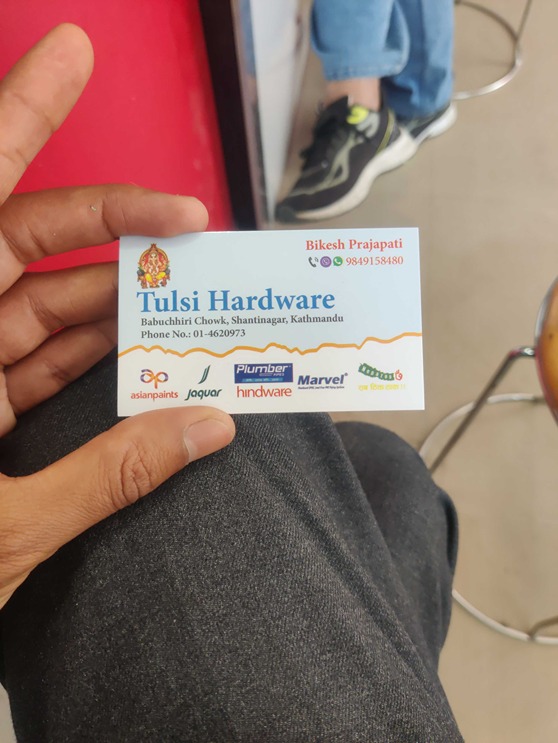 Bikesh Prajapati
9849158480
Tulsi Hardware
Babuchhiri Chowk, Shantinagar, Kathmandu
Phone No.: 01-4620973
asianpaints
Jaquar
Plumber
hindware
Marvel